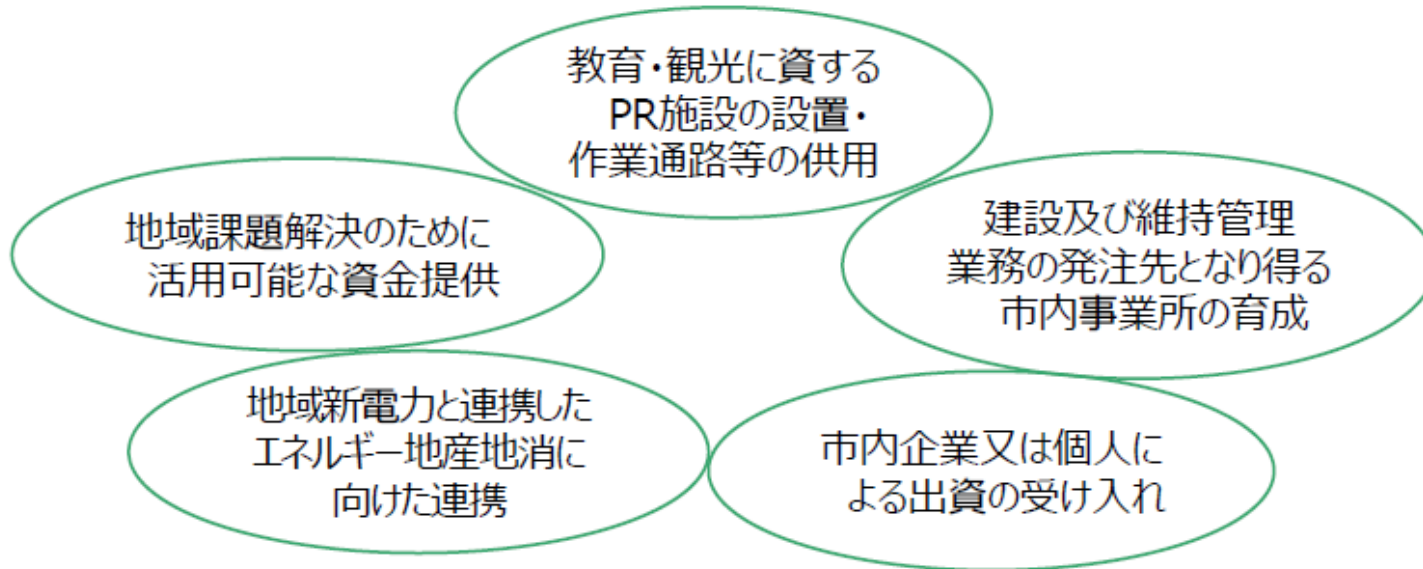 教育・観光に資する
PR施設の設置・
作業通路等の供用
地域課題解決のために
活用可能な資金提供
建設及び維持管理
業務の発注先となり得る
市内事業所の育成
地域新電力と連携した
エネルギー地産地消に
向けた連携
市内企業又は個人に
よる出資の受け入れ